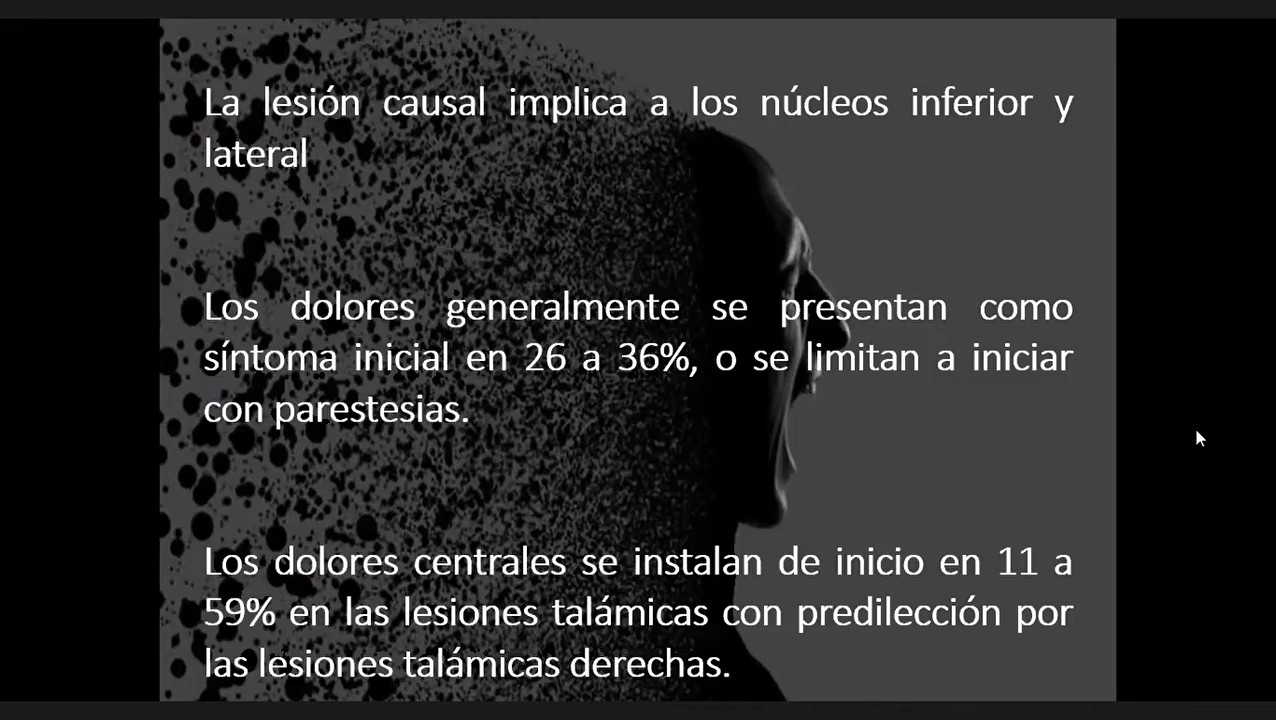 La lesión causal implica a los núcleos inferior y
lateral
Los dolores generalmente se presentan como
síntoma inicial en 26 a 36%, o se limitan a iniciar
con parestesias.
Los dolores centrales se instalan de inicio en 11 a
59% en las lesiones talámicas con predilección por
las lesiones talámicas derechas.